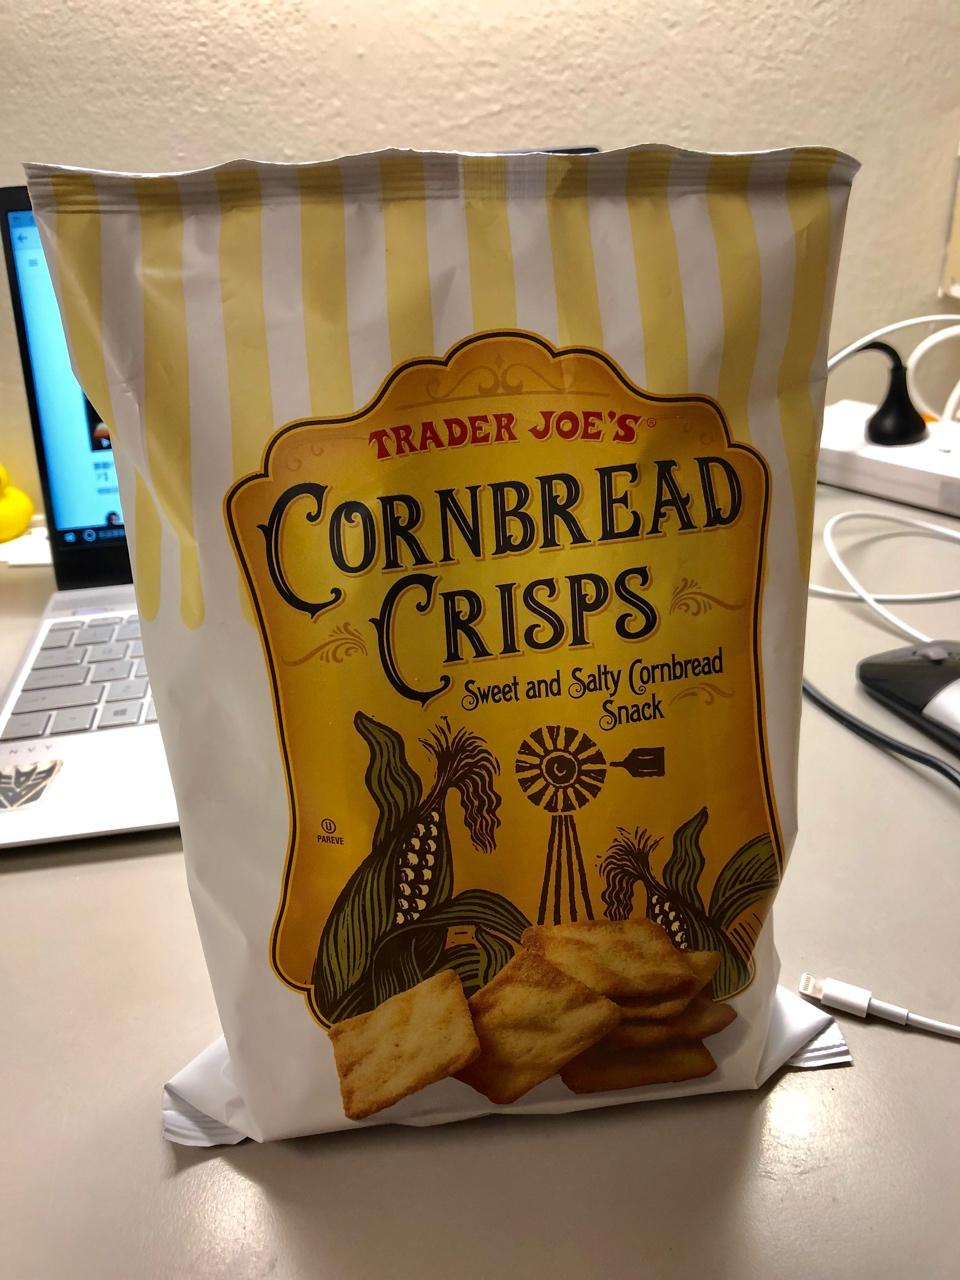 TRADER JOE'S®
CORNBREAD
CRISPS
Sweet and Salty Cornbread
Snack
U
PAREVE